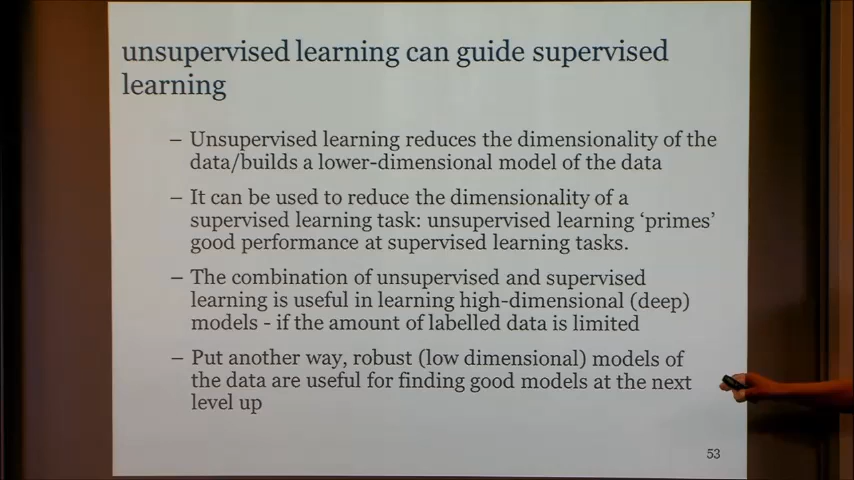 unsupervised learning can guide supervised
learning
– Unsupervised learning reduces the dimensionality of the
data/builds a lower-dimensional model of the data
– It can be used to reduce the dimensionality of a
supervised learning task: unsupervised learning ‘primes’
good performance at supervised learning tasks.
– The combination of unsupervised and supervised
learning is useful in learning high-dimensional (deep)
models - if the amount of labelled data is limited
– Put another way, robust (low dimensional) models of
the data are useful for finding good models at the next
level up
53